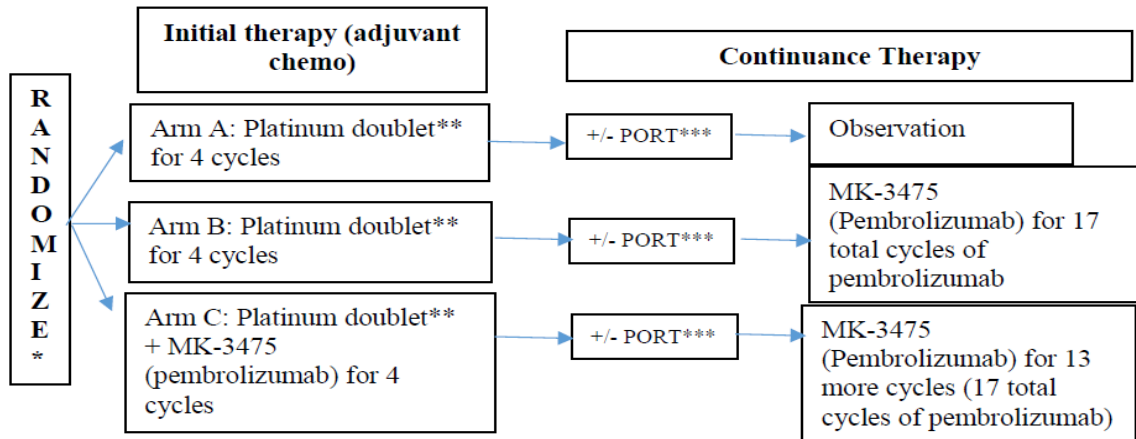 Initial therapy (adjuvant
chemo)
Continuance Therapy
R
A
N
D
O
M
I
Z
E
*
Arm A: Platinum doublet**
for 4 cycles
+/- PORT***
Observation
Arm B: Platinum doublet**
for 4 cycles
+/- PORT***
MK-3475
(Pembrolizumab) for 17
total cycles of
pembrolizumab
Arm C: Platinum doublet**
+ MK-3475
(pembrolizumab) for 4
cycles
+/- PORT***
MK-3475
(Pembrolizumab) for 13
more cycles (17 total
cycles of pembrolizumab)